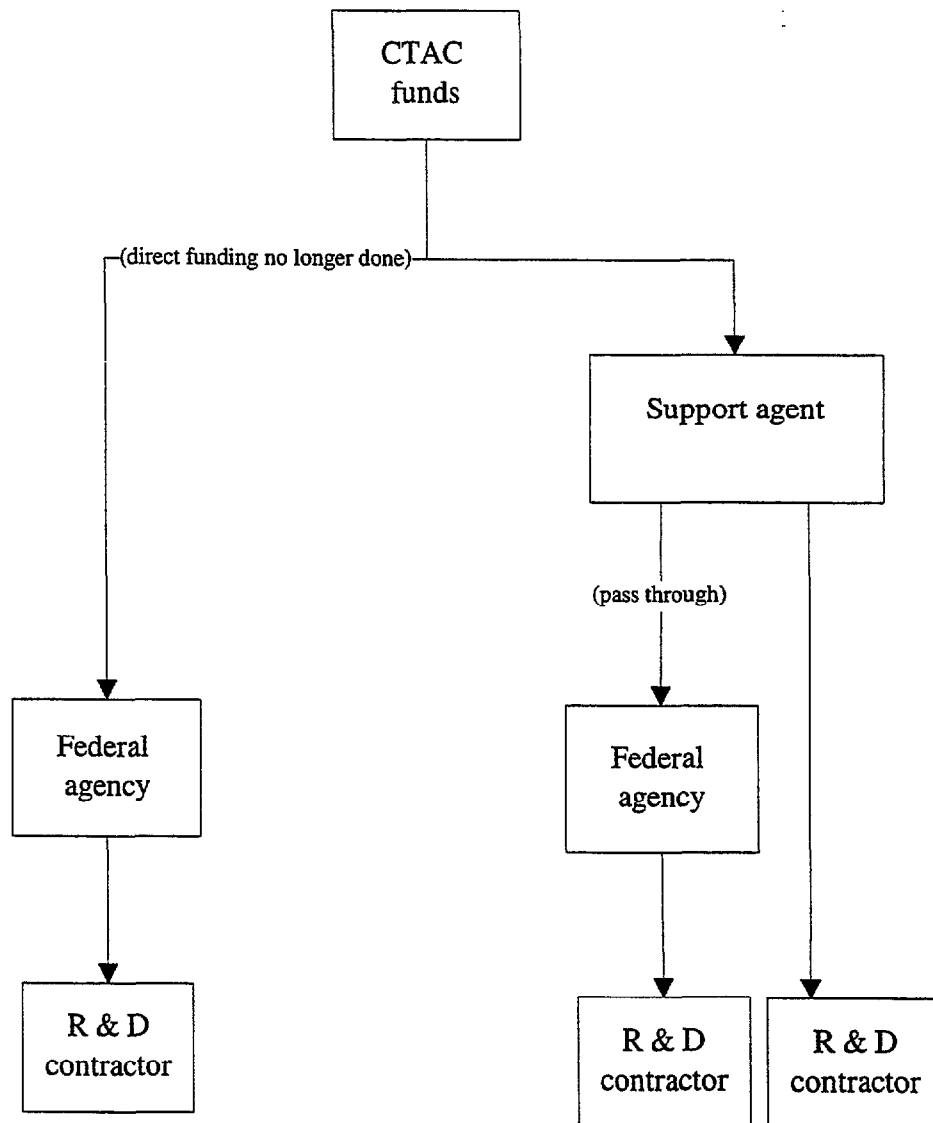 CTAC
funds
(direct funding no longer done)
Support agent
(pass through)
Federal
agency
Federal
agency
R & D
contractor
R & D
contractor
R & D
contractor